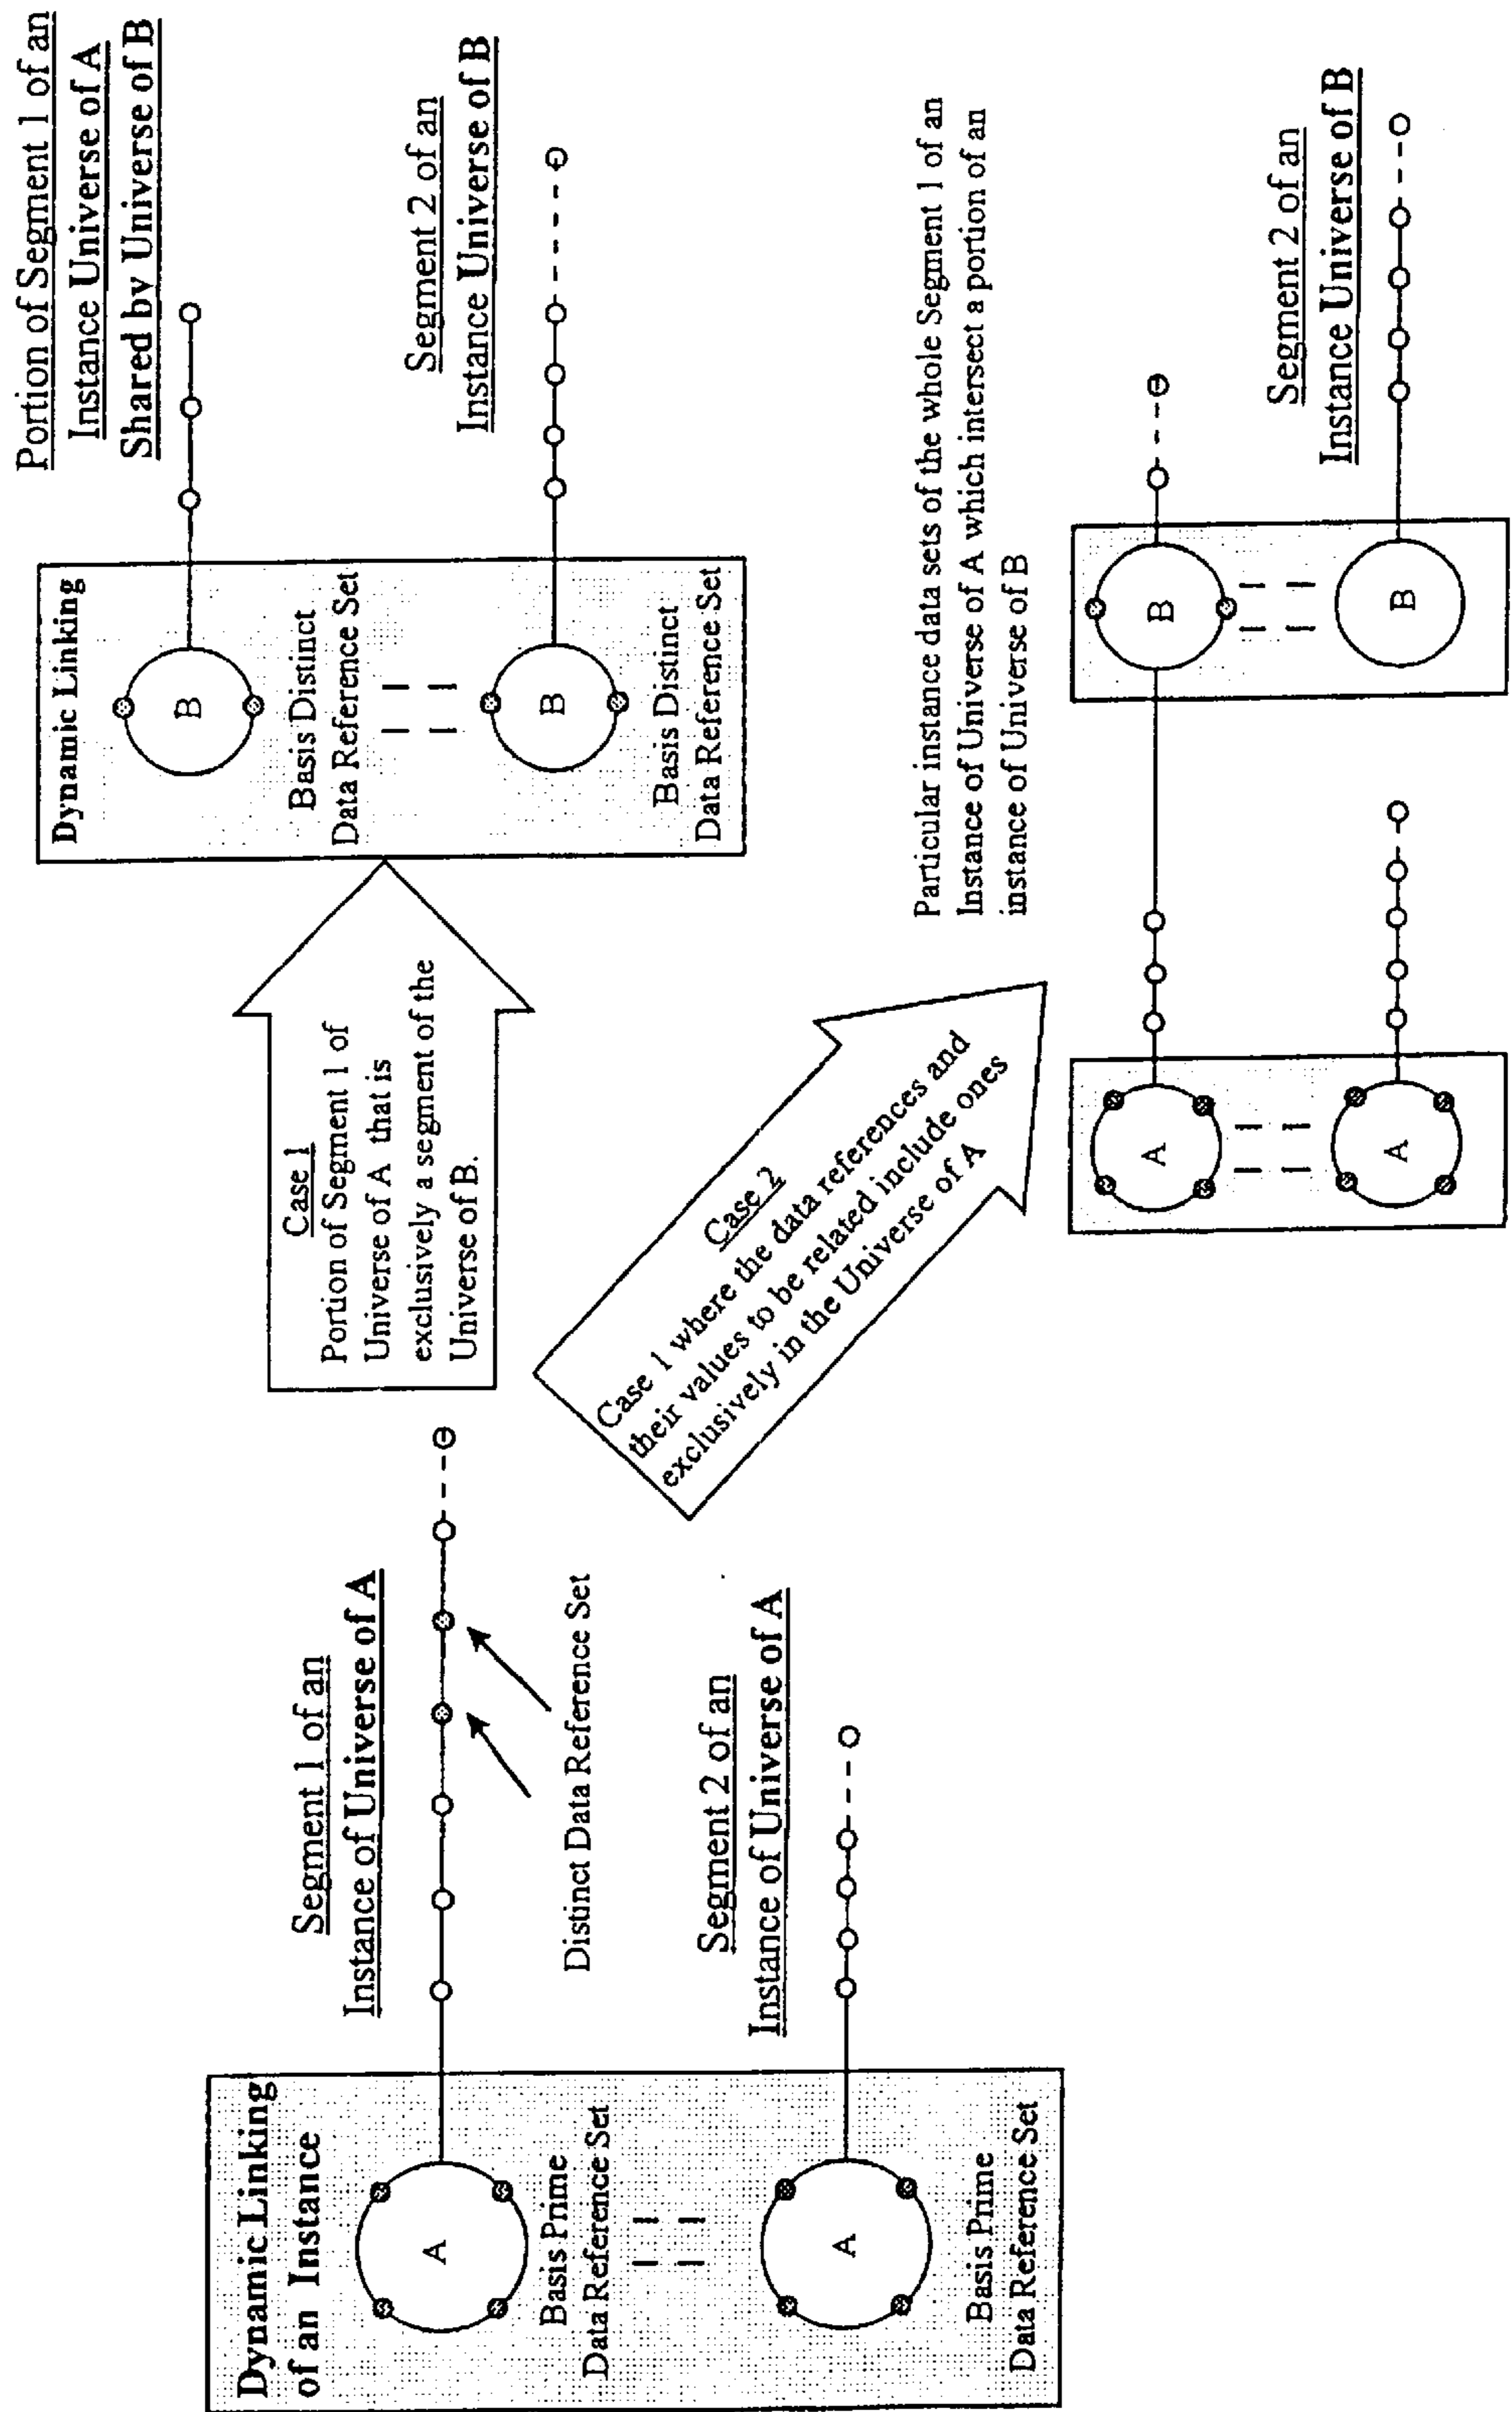 Dynamic Linking
of an Instance
A
Basis Prime
Data Reference Set
A
Basis Prime
Data Reference Set
Segment 1 of an
Instance of Universe of A
Distinct Data Reference Set
Segment 2 of an
Instance of Universe of A
Case 1
Portion of Segment 1 of
Universe of A that is
exclusively a segment of the
Universe of B.
Case 2
Case 1 where the data references and
their values to be related include ones
exclusively in the Universe of A
Dynamic Linking
B
Basis Distinct
Data Reference Set
B
Basis Distinct
Data Reference Set
Portion of Segment 1 of an
Instance Universe of A
Shared by Universe of B
Segment 2 of an
Instance Universe of B
Particular instance data sets of the whole Segment 1 of an
Instance of Universe of A which intersect a portion of an
instance of Universe of B
A
A
B
B
Segment 2 of an
Instance Universe of B